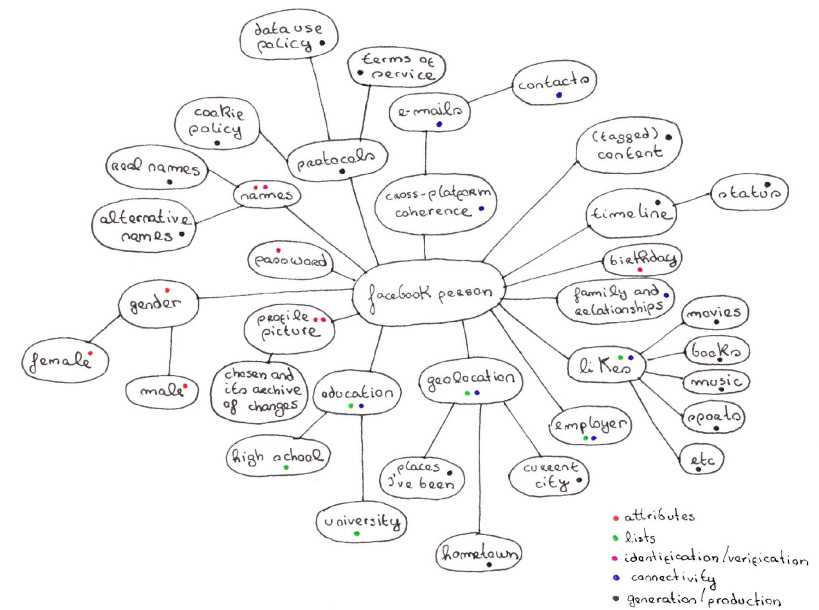 data use
policy
terms of
service
contacts
e-mails
cookie
policy
(tagged)
content
protocols
real names
names
cross-platform
coherence
status
timeline
alternative
names
password
birthday
facebook person
family and
relationships
gender
profile
picture
movies
female
male
chosen and
its archive
of changes
education
geolocation
likes
books
music
employer
sports
high school
places
I've been
current
city
etc
university
hometown
attributes
lists
identification/verification
connectivity
generation/production